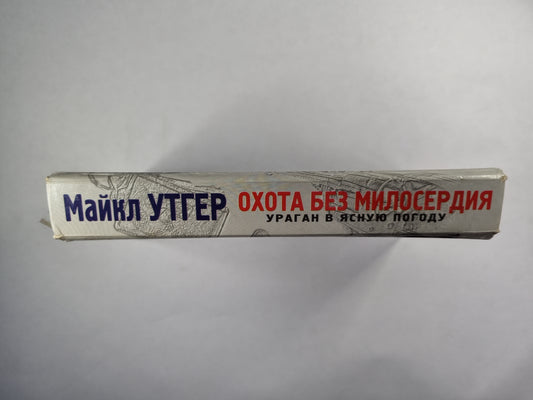 Майкл УТГЕР
ОХОТА БЕЗ МИЛОСЕРДИЯ
УРАГАН В ЯСНУЮ ПОГОДУ